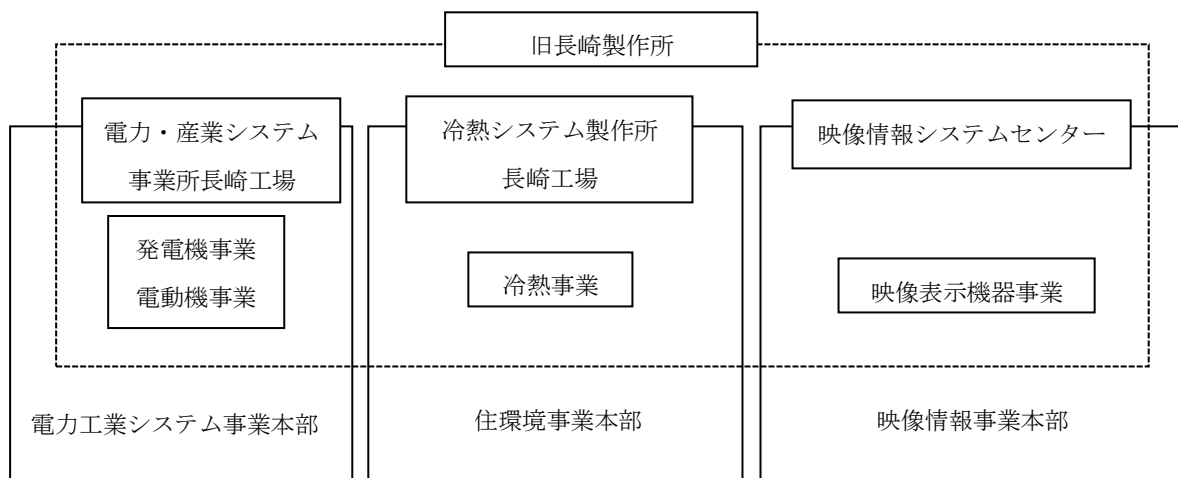 旧長崎製作所
電力・産業システム
事業所長崎工場
冷熱システム製作所
長崎工場
映像情報システムセンター
発電機事業
電動機事業
冷熱事業
映像表示機器事業
電力工業システム事業本部
住環境事業本部
映像情報事業本部